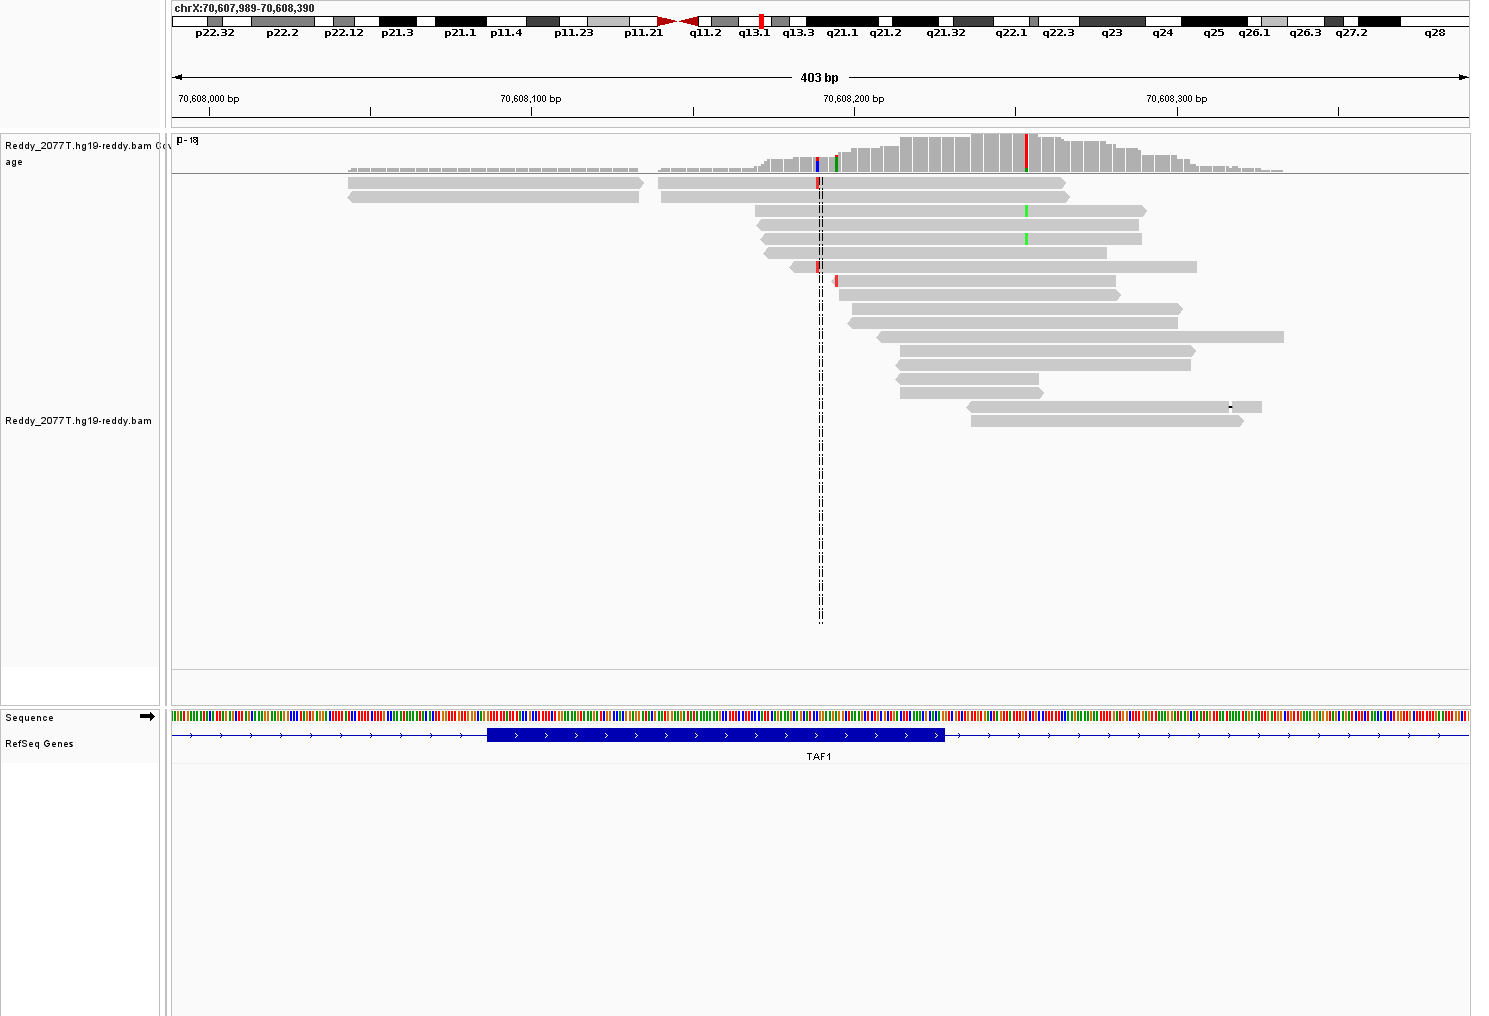 chrX:70,607,989-70,608,390
p22.32 p22.2 p22.12 p21.3 p21.1 p11.4 p11.23 p11.21 q11.2 q13.1 q13.3 q21.1 q21.2 q21.32 q22.1 q22.3 q23 q24 q25 q26.1 q26.3 q27.2 q28
403 bp
70,608,000 bp 70,608,100 bp 70,608,200 bp 70,608,300 bp
Reddy_2077T.hg19-reddy.bam Cov
age
[0 - 18]
Reddy_2077T.hg19-reddy.bam
Sequence
RefSeq Genes
TAF1